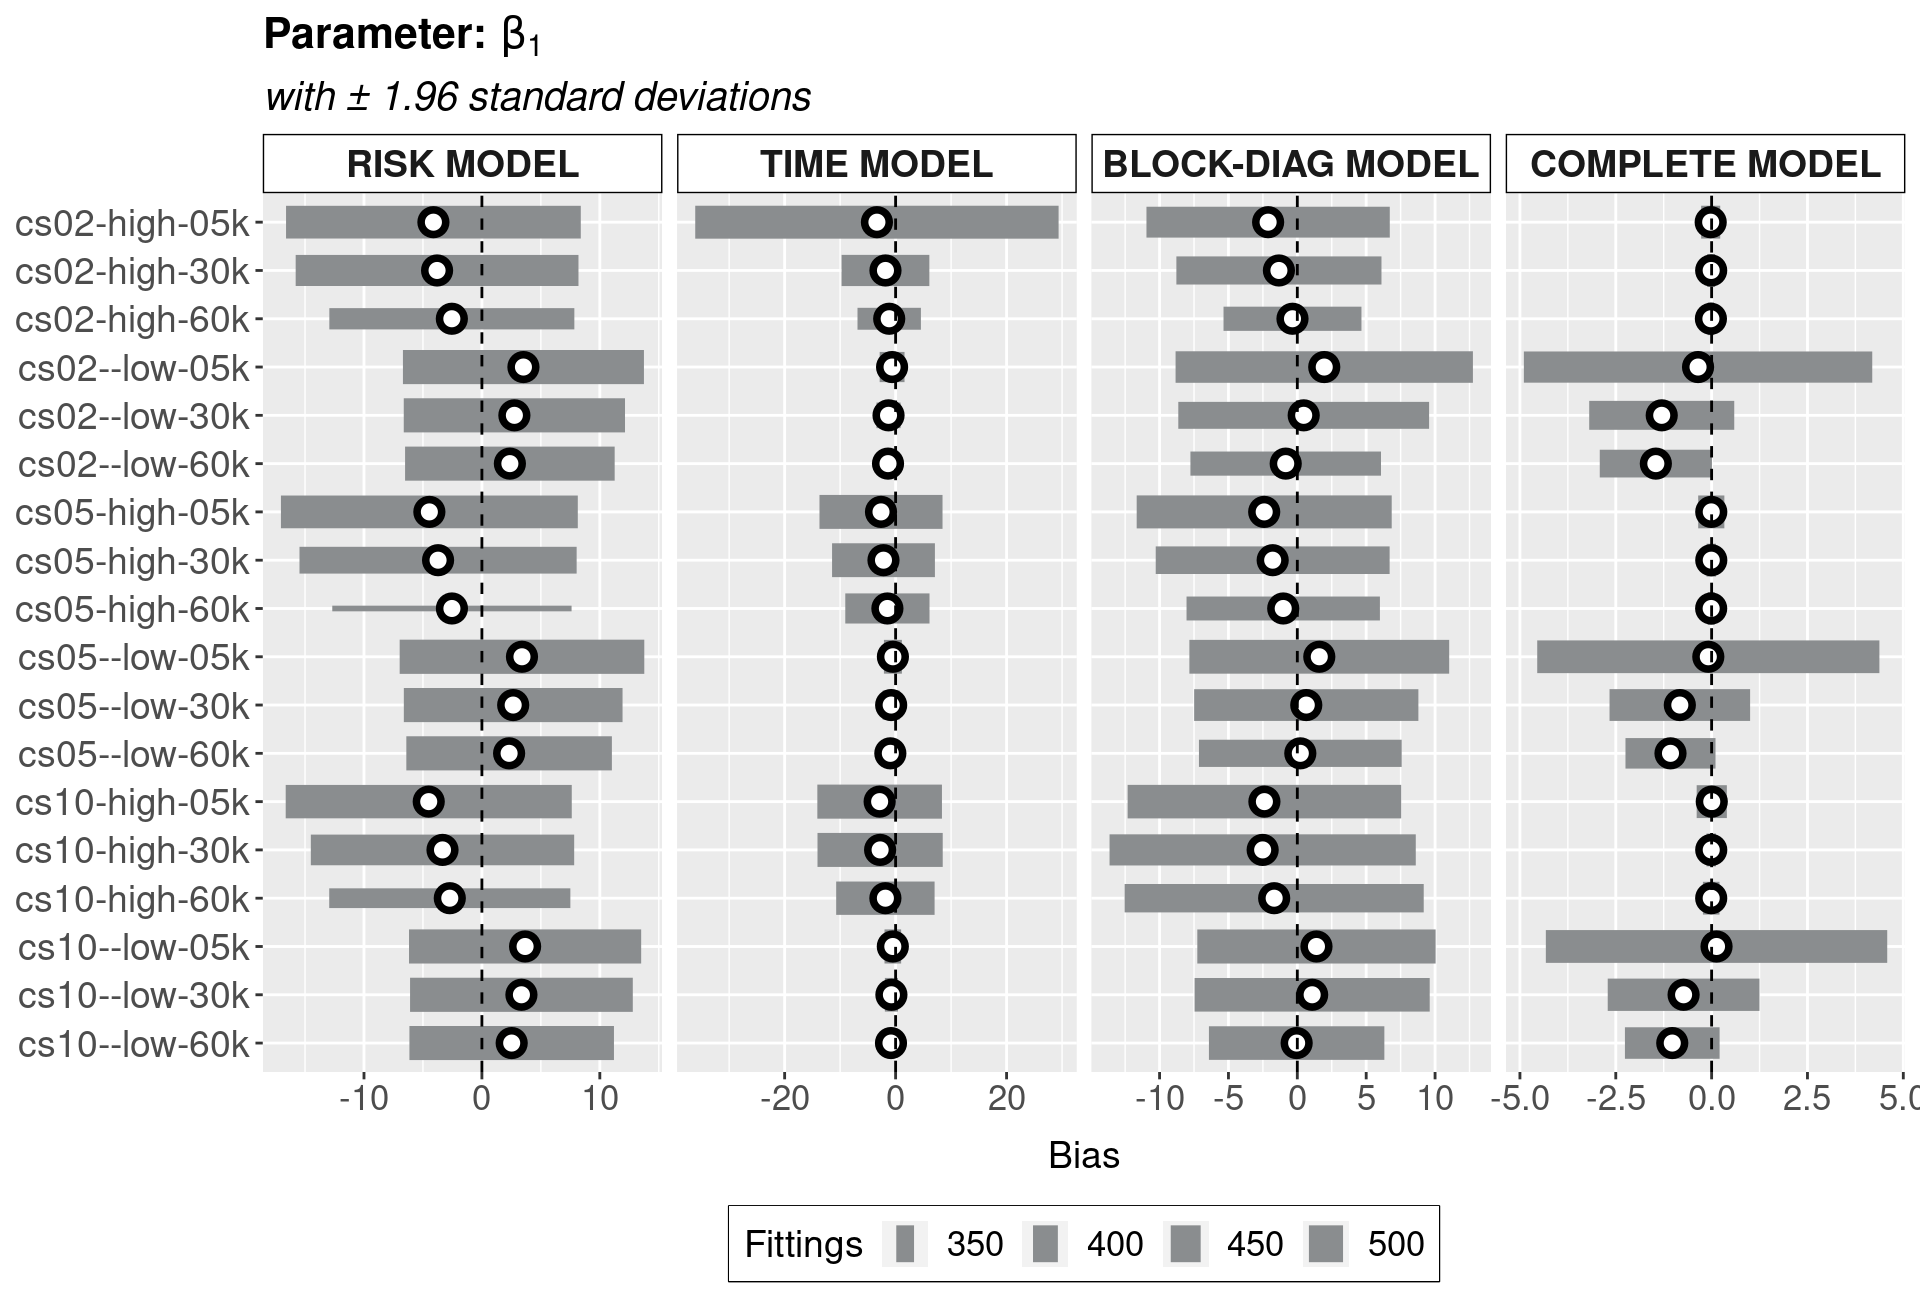 Parameter: β1
with ± 1.96 standard deviations
RISK MODEL TIME MODEL BLOCK-DIAG MODEL COMPLETE MODEL
cs02-high-05k
cs02-high-30k
cs02-high-60k
cs02--low-05k
cs02--low-30k
cs02--low-60k
cs05-high-05k
cs05-high-30k
cs05-high-60k
cs05--low-05k
cs05--low-30k
cs05--low-60k
cs10-high-05k
cs10-high-30k
cs10-high-60k
cs10--low-05k
cs10--low-30k
cs10--low-60k
-10 0 10 -20 0 20 -10 -5 0 5 10 -5.0 -2.5 0.0 2.5 5.0
Bias
Fittings 350 400 450 500